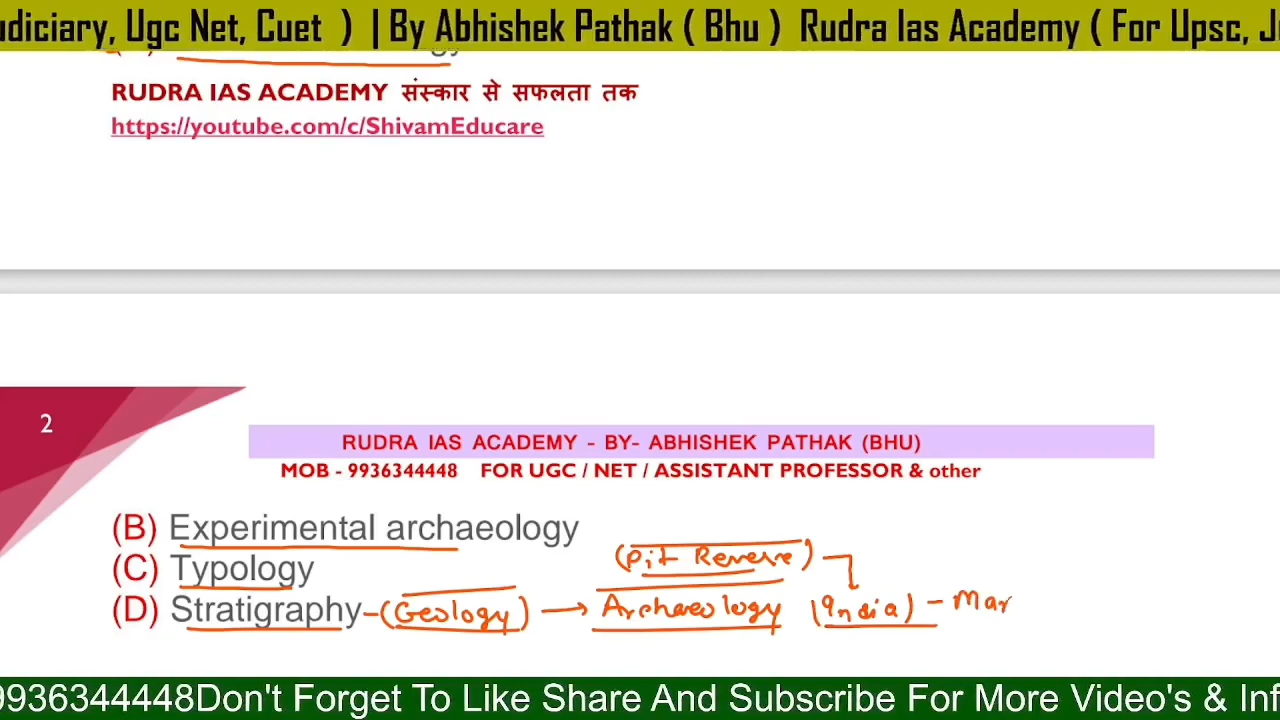 udiciary, Ugc Net, Cuet ) | By Abhishek Pathak ( Bhu ) Rudra Ias Academy ( For Upsc, J
RUDRA IAS ACADEMY संस्कार से सफलता तक
https://youtube.com/c/ShivamEducare
2
RUDRA IAS ACADEMY - BY- ABHISHEK PATHAK (BHU)
MOB - 9936344448 FOR UGC / NET / ASSISTANT PROFESSOR & other
(B) Experimental archaeology
(C) Typology
(Pit Reverse)
(D) Stratigraphy -(Geology) → Archaeology (India) - Mar
9936344448Don't Forget To Like Share And Subscribe For More Video's & Inf